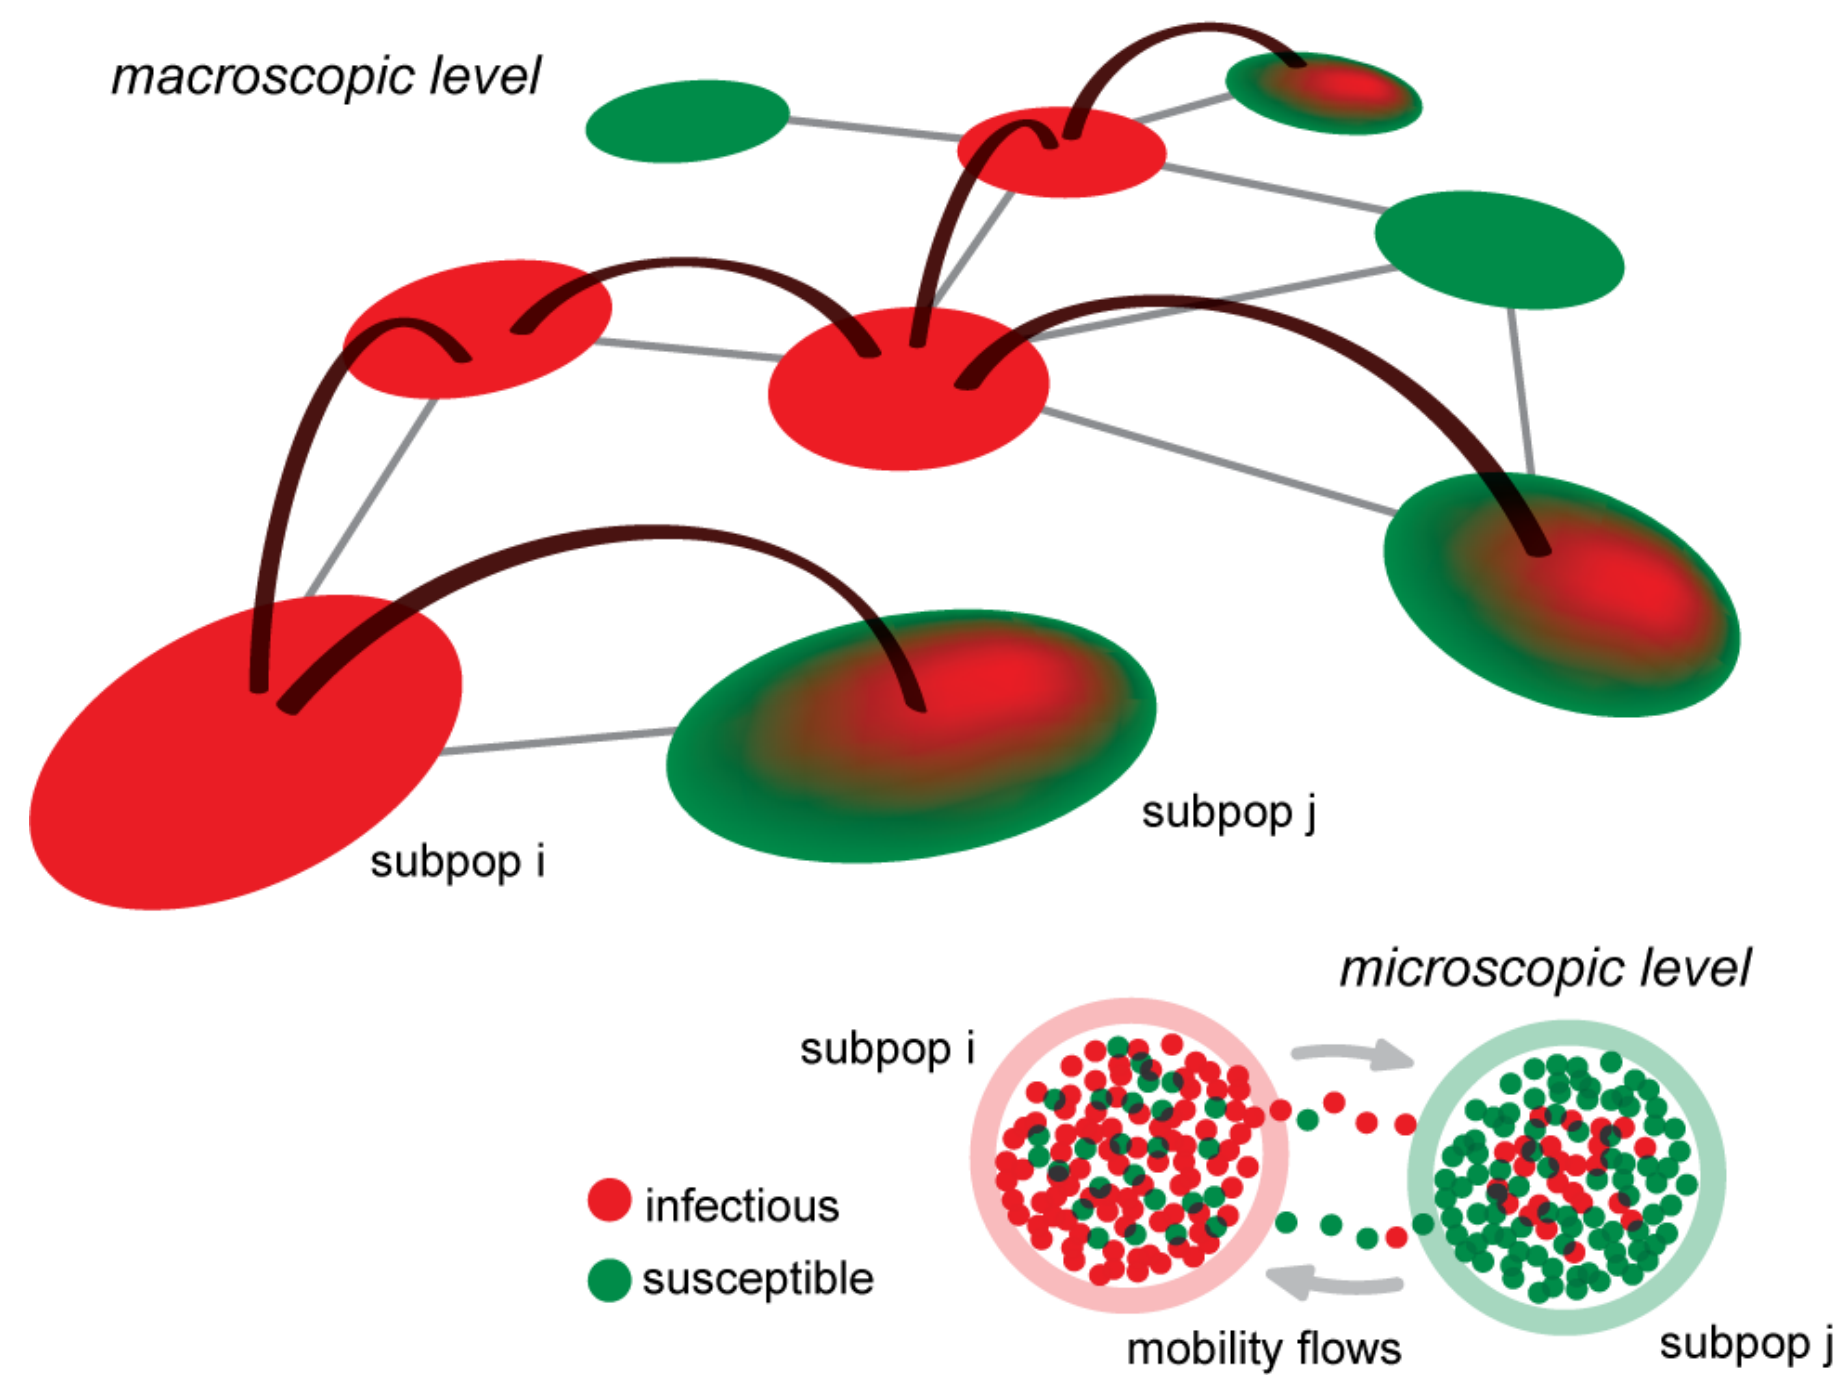 macroscopic level
subpop j
subpop i
microscopic level
subpop i
infectious
susceptible
mobility flows
subpop j